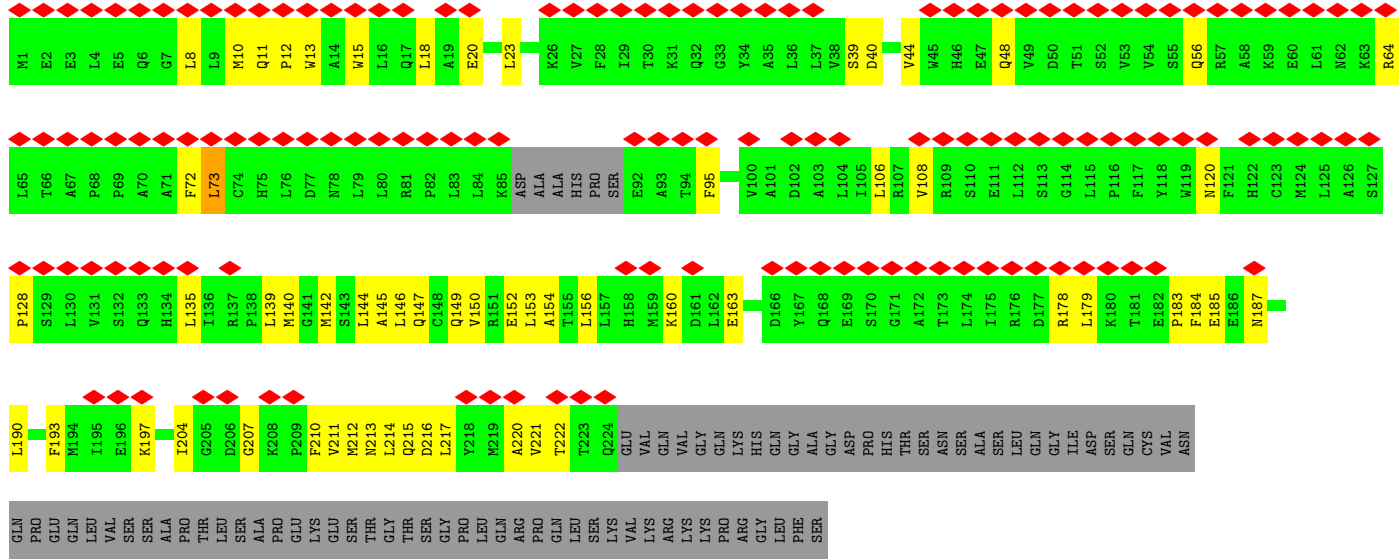 M1 E2 E3 L4 E5 Q6 G7 L8 L9 M10 Q11 P12 W13 A14 W15 L16 Q17 L18 A19 E20 L23 K26 V27 F28 I29 T30 K31 Q32 G33 Y34 A35 L36 L37 V38 S39 D40 V44 W45 H46 E47 Q48 V49 D50 T51 S52 V53 V54 S55 Q56 R57 A58 K59 E60 L61 N62 K63 R64
L65 T66 A67 P68 P69 A70 A71 F72 L73 C74 H75 L76 D77 N78 L79 L80 R81 P82 L83 L84 K85 ASP ALA ALA HIS PRO SER E92 A93 T94 F95 V100 A101 D102 A103 L104 I105 L106 R107 V108 R109 S110 E111 L112 S113 G114 L115 P116 F117 Y118 W119 N120 F121 H122 C123 M124 L125 A126 S127
P128 S129 L130 V131 S132 Q133 H134 L135 I136 R137 P138 L139 M140 G141 M142 S143 L144 A145 L146 Q147 C148 Q149 V150 R151 E152 L153 A154 T155 L156 L157 H158 M159 K160 D161 L162 E163 D166 Y167 Q168 E169 S170 G171 A172 T173 L174 I175 R176 D177 R178 L179 K180 T181 E182 P183 F184 E185 E186 N187
L190 F193 M194 I195 E196 K197 I204 G205 D206 G207 K208 P209 F210 V211 M212 N213 L214 Q215 D216 L217 Y218 M219 A220 V221 T222 T223 Q224 GLU VAL GLN VAL GLY GLN LYS HIS GLN GLY ALA GLY ASP PRO HIS THR SER ASN SER ALA SER LEU GLN GLY ILE ASP SER GLN CYS VAL ASN
GLN PRO GLU GLN LEU VAL SER SER ALA PRO THR LEU SER ALA PRO GLU LYS GLU SER THR GLY THR SER GLY PRO LEU GLN ARG PRO GLN LEU SER LYS VAL LYS ARG LYS LYS PRO ARG GLY LEU PHE SER